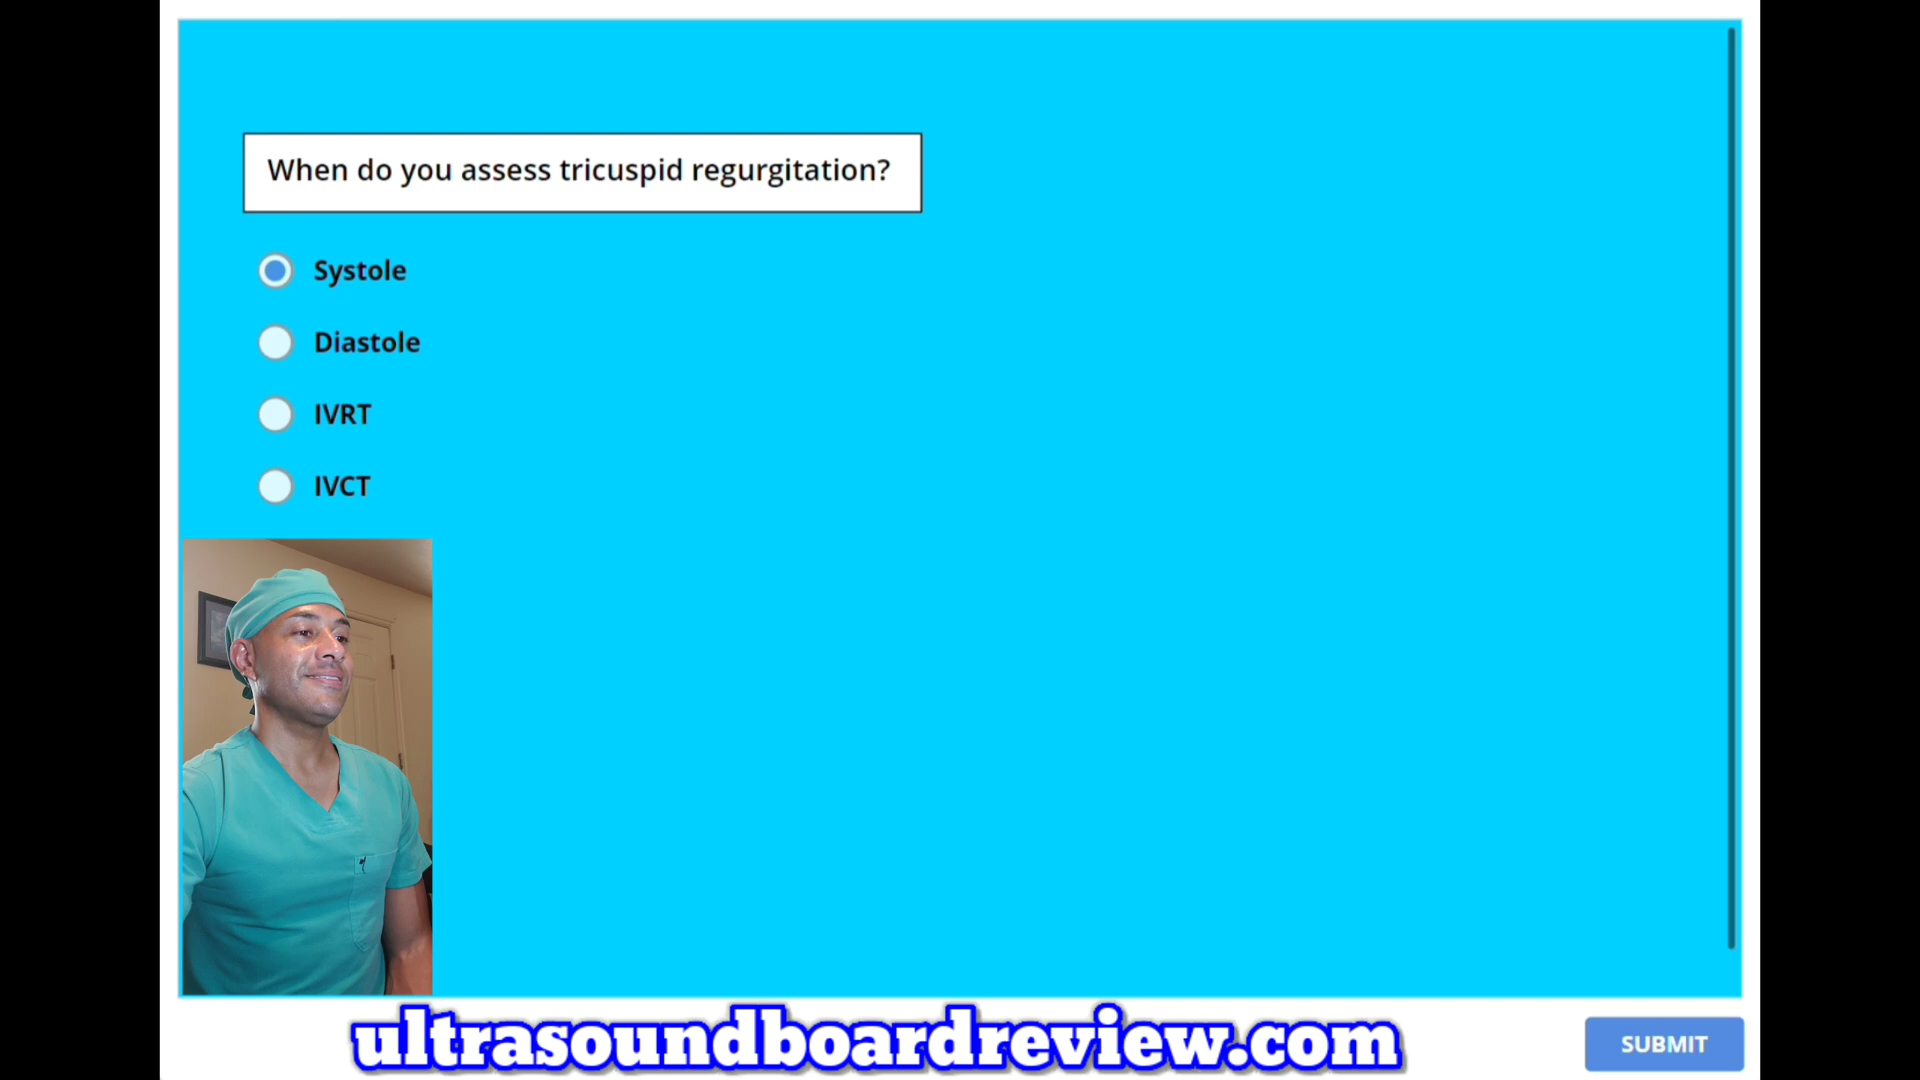 When do you assess tricuspid regurgitation?
Systole
Diastole
IVRT
IVCT
ultrasoundboardreview.com
SUBMIT